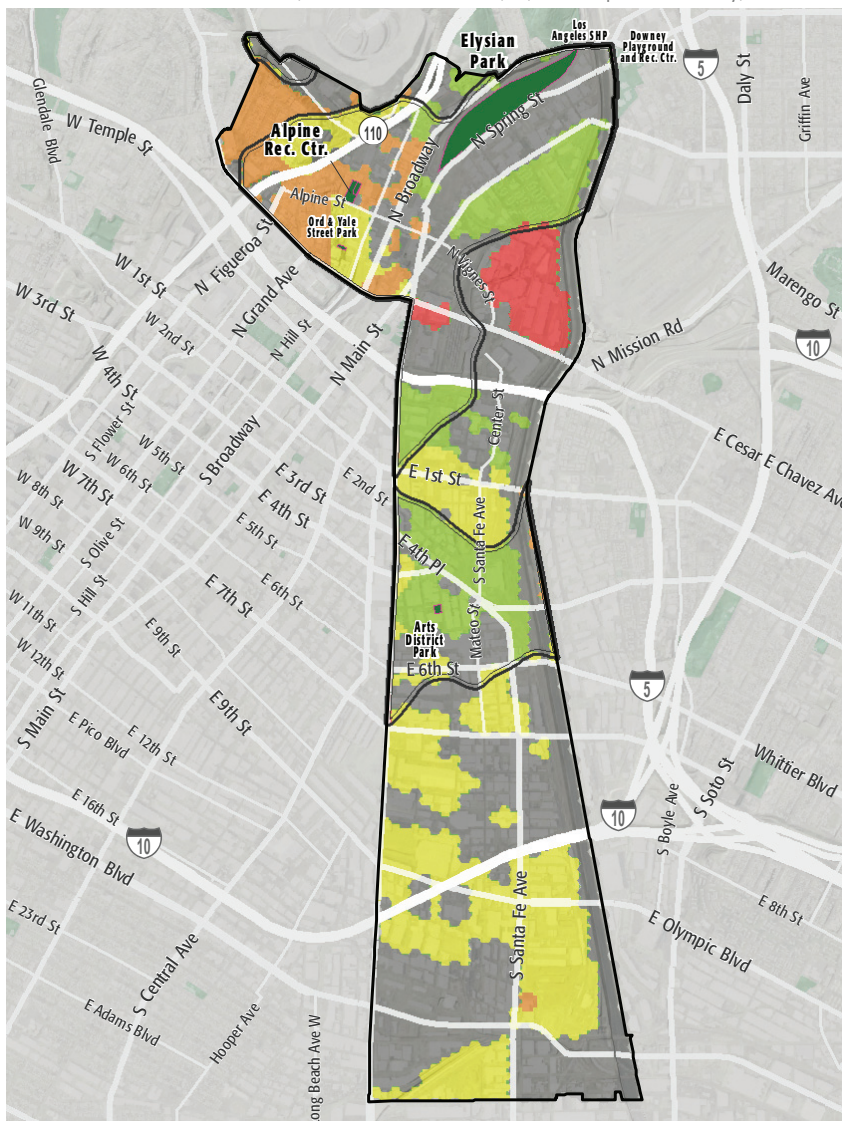 Los
Angeles SHP
Downey
Playground
and Rec. Ctr.
Elysian
Park
5
Daly St
Griffin Ave
Glendale Blvd
W Temple St
110
Alpine
Rec. Ctr.
N Spring St
N Broadway
Alpine St
Ord & Yale
Street Park
N Figueroa St
W 1st St
N Grand Ave
N Vignes St
Marengo St
W 3rd St
W 2nd St
N Hill St
N Main St
N Mission Rd
10
W 4th St
S Flower St
S Broadway
Center St
W 5th St
W 6th St
W 7th St
E 3rd St
E 2nd St
E 1st St
E Cesar E Chavez Ave
W 8th St
E 4th St
W 9th St
S Olive St
E 5th St
S Santa Fe Ave
E 4th Pl
S Hill St
E 7th St
E 6th St
W 11th St
E 9th St
Mateo St
Arts
District
Park
W 12th St
E 6th St
5
S Main St
E Pico Blvd
E 12th St
E 9th St
Whittier Blvd
S Soto St
E 16th St
10
10
S Boyle Ave
E Washington Blvd
E 8th St
S Santa Fe Ave
E 23rd St
E Olympic Blvd
S Central Ave
E Adams Blvd
Hooper Ave
Long Beach Ave W